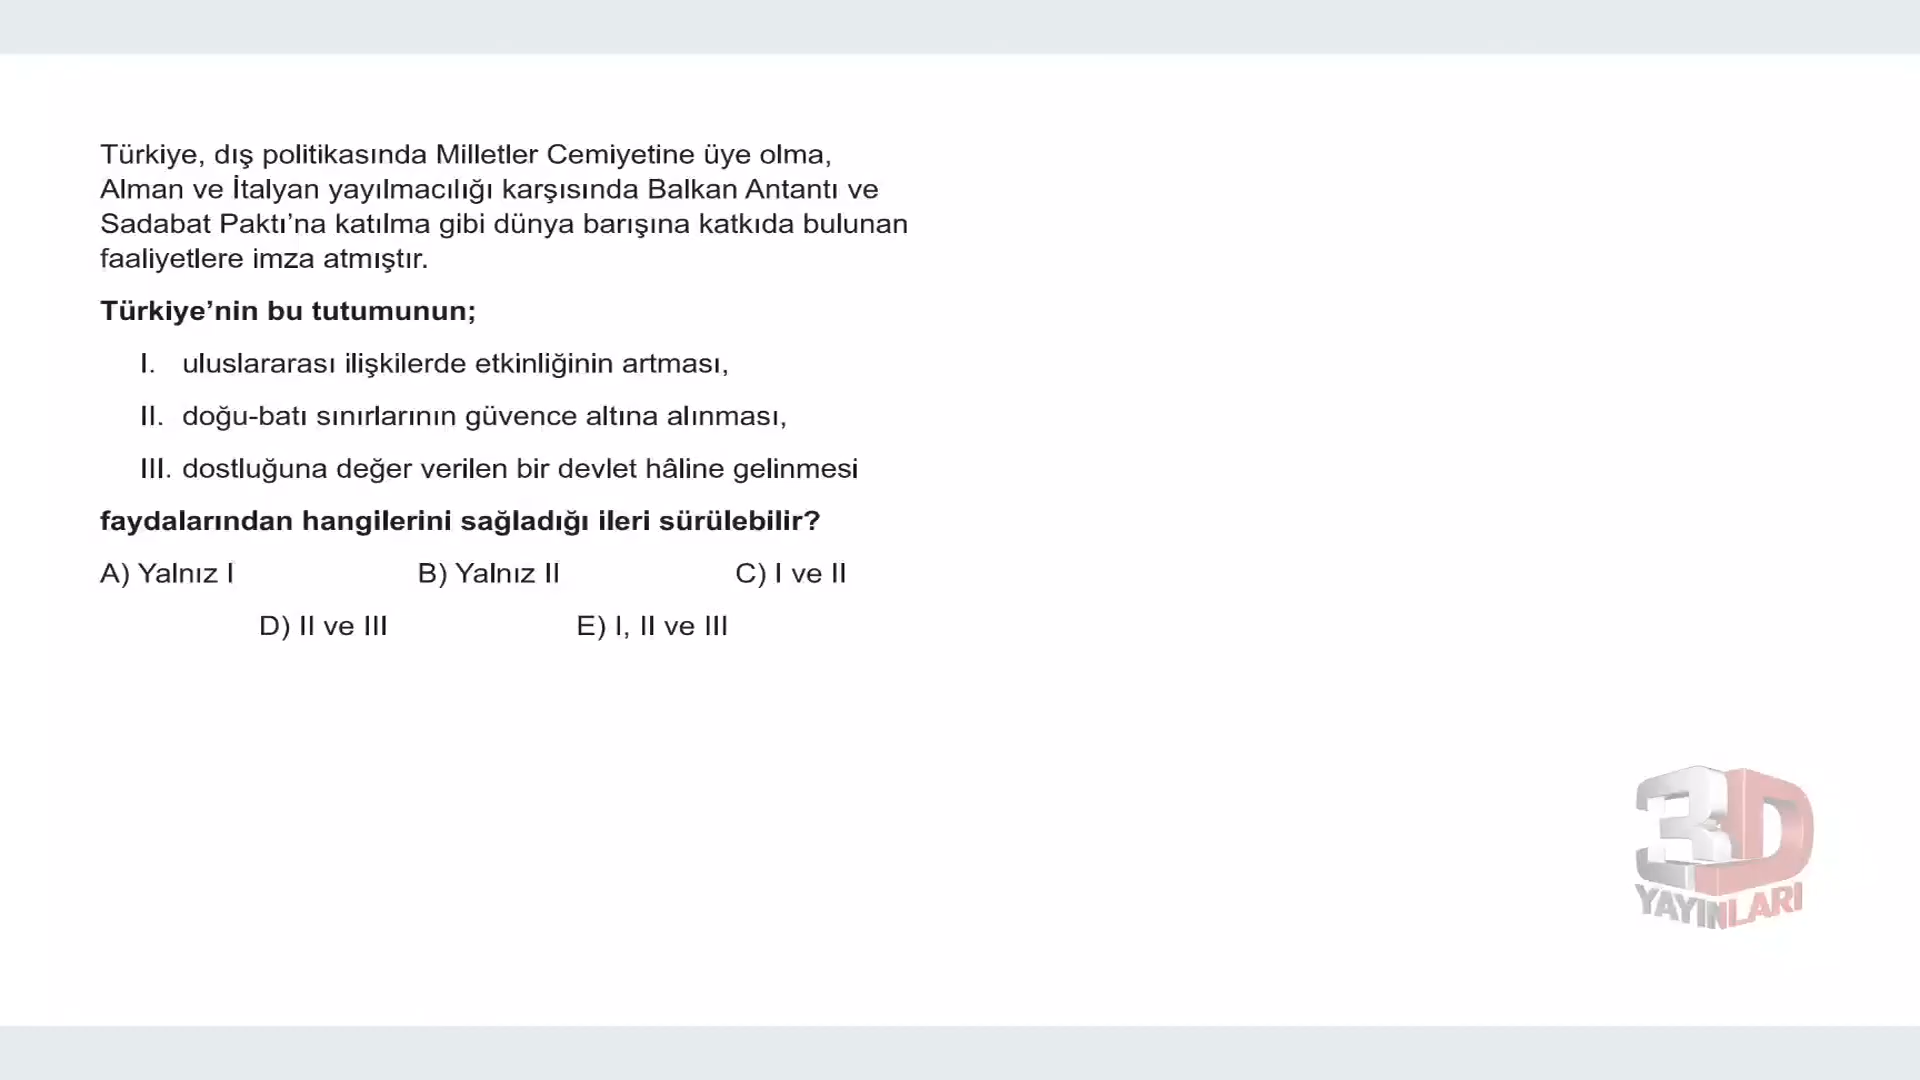 Türkiye, dış politikasında Milletler Cemiyetine üye olma,
Alman ve İtalyan yayılmacılığı karşısında Balkan Antantı ve
Sadabat Paktı’na katılma gibi dünya barışına katkıda bulunan
faaliyetlere imza atmıştır.
Türkiye’nin bu tutumunun;
I. uluslararası ilişkilerde etkinliğinin artması,
II. doğu-batı sınırlarının güvence altına alınması,
III. dostluğuna değer verilen bir devlet hâline gelinmesi
faydalarından hangilerini sağladığı ileri sürülebilir?
A) Yalnız I B) Yalnız II C) I ve II
D) II ve III E) I, II ve III
3D
YAYINLARI